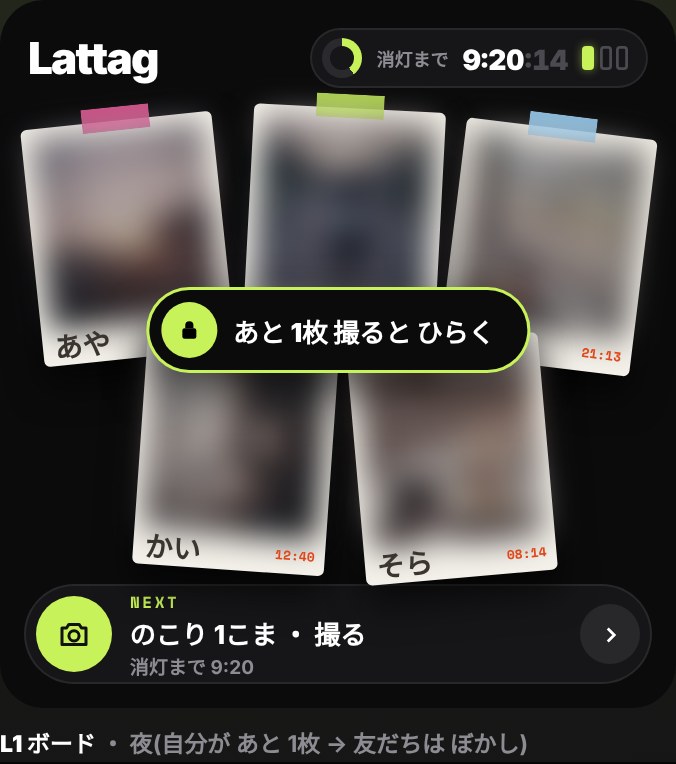 Lattag
消灯まで 9:20:14
あや
21:13
あと 1枚 撮ると ひらく
かい
12:40
そら
08:14
NEXT
のこり 1こま ・ 撮る
消灯まで 9:20
L1 ボード ・ 夜(自分が あと 1枚 → 友だちは ぼかし)